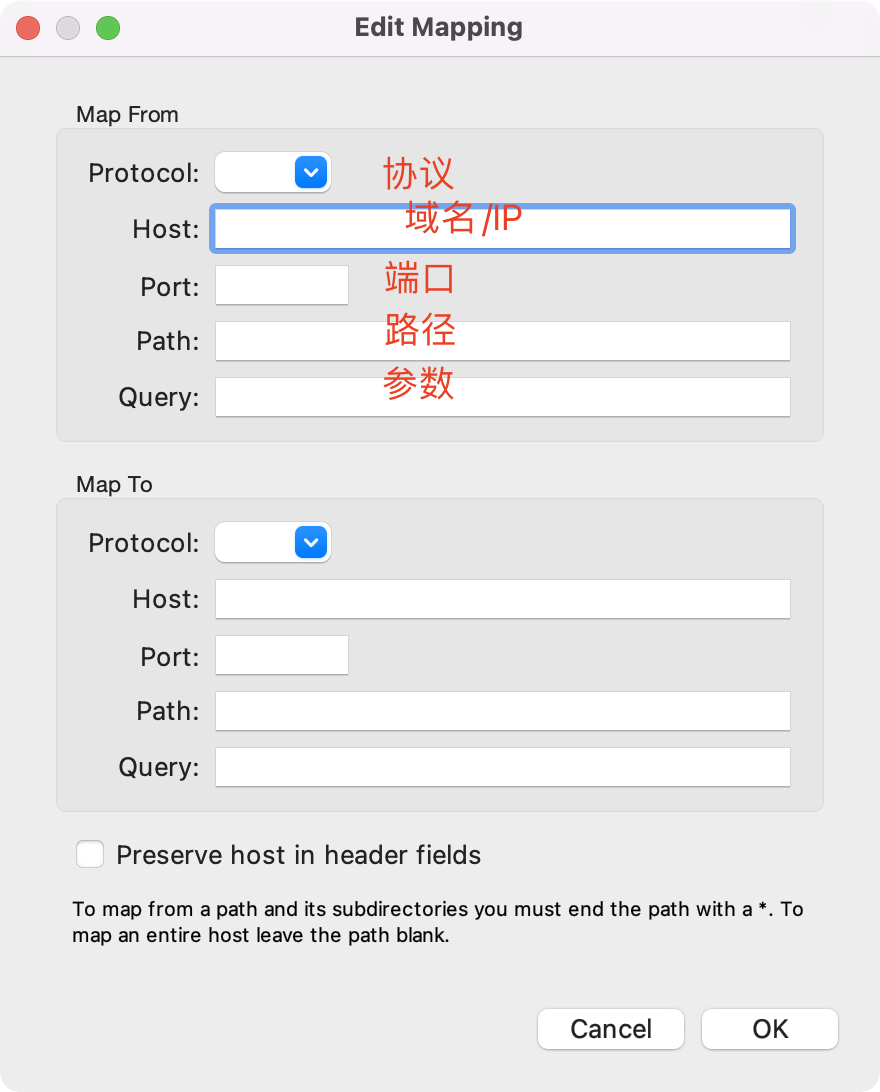 Edit Mapping
Map From
Protocol: 协议
Host: 域名/IP
Port: 端口
Path: 路径
Query: 参数
Map To
Protocol:
Host:
Port:
Path:
Query:
Preserve host in header fields
To map from a path and its subdirectories you must end the path with a *. To
map an entire host leave the path blank.
Cancel OK